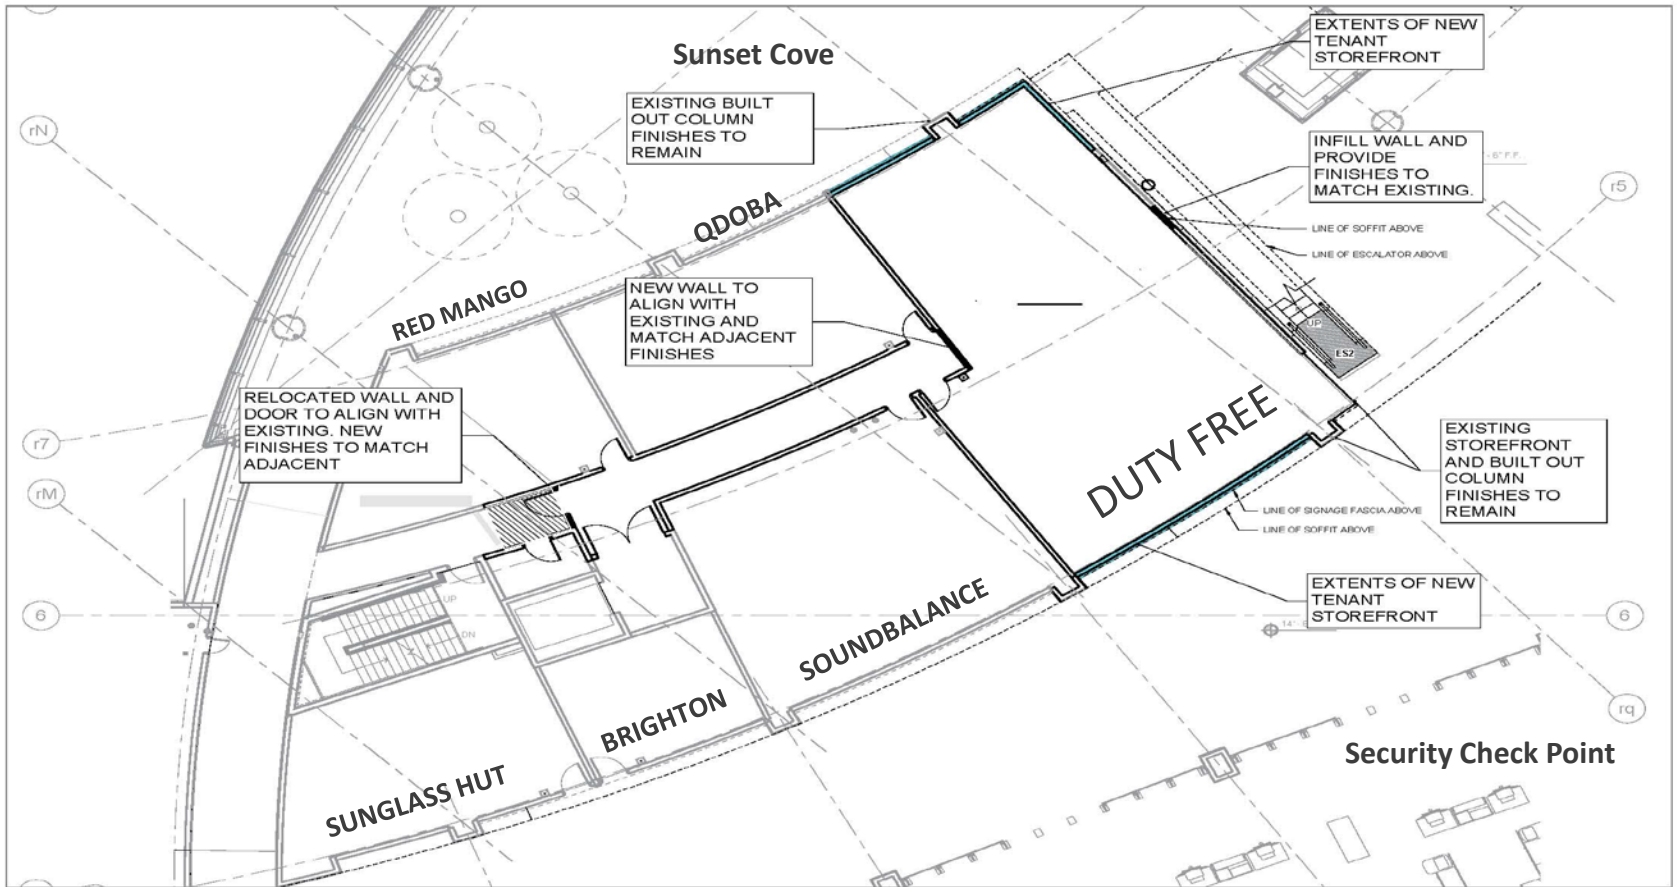 Sunset Cove
EXTENTS OF NEW
TENANT
STOREFRONT
EXISTING BUILT
OUT COLUMN
FINISHES TO
REMAIN
rN
INFILL WALL AND
PROVIDE
FINISHES TO
MATCH EXISTING.
- 6" F.F.
r5
QDOBA
LINE OF SOFFIT ABOVE
LINE OF ESCALATOR ABOVE
RED MANGO
NEW WALL TO
ALIGN WITH
EXISTING AND
MATCH ADJACENT
FINISHES
UP
ES2
RELOCATED WALL AND
DOOR TO ALIGN WITH
EXISTING. NEW
FINISHES TO MATCH
ADJACENT
r7
rM
DUTY FREE
EXISTING
STOREFRONT
AND BUILT OUT
COLUMN
FINISHES TO
REMAIN
LINE OF SIGNAGE FASCIA ABOVE
LINE OF SOFFIT ABOVE
EXTENTS OF NEW
TENANT
STOREFRONT
UP
DN
6
6
14'-
SOUNDBALANCE
BRIGHTON
SUNGLASS HUT
rq
Security Check Point